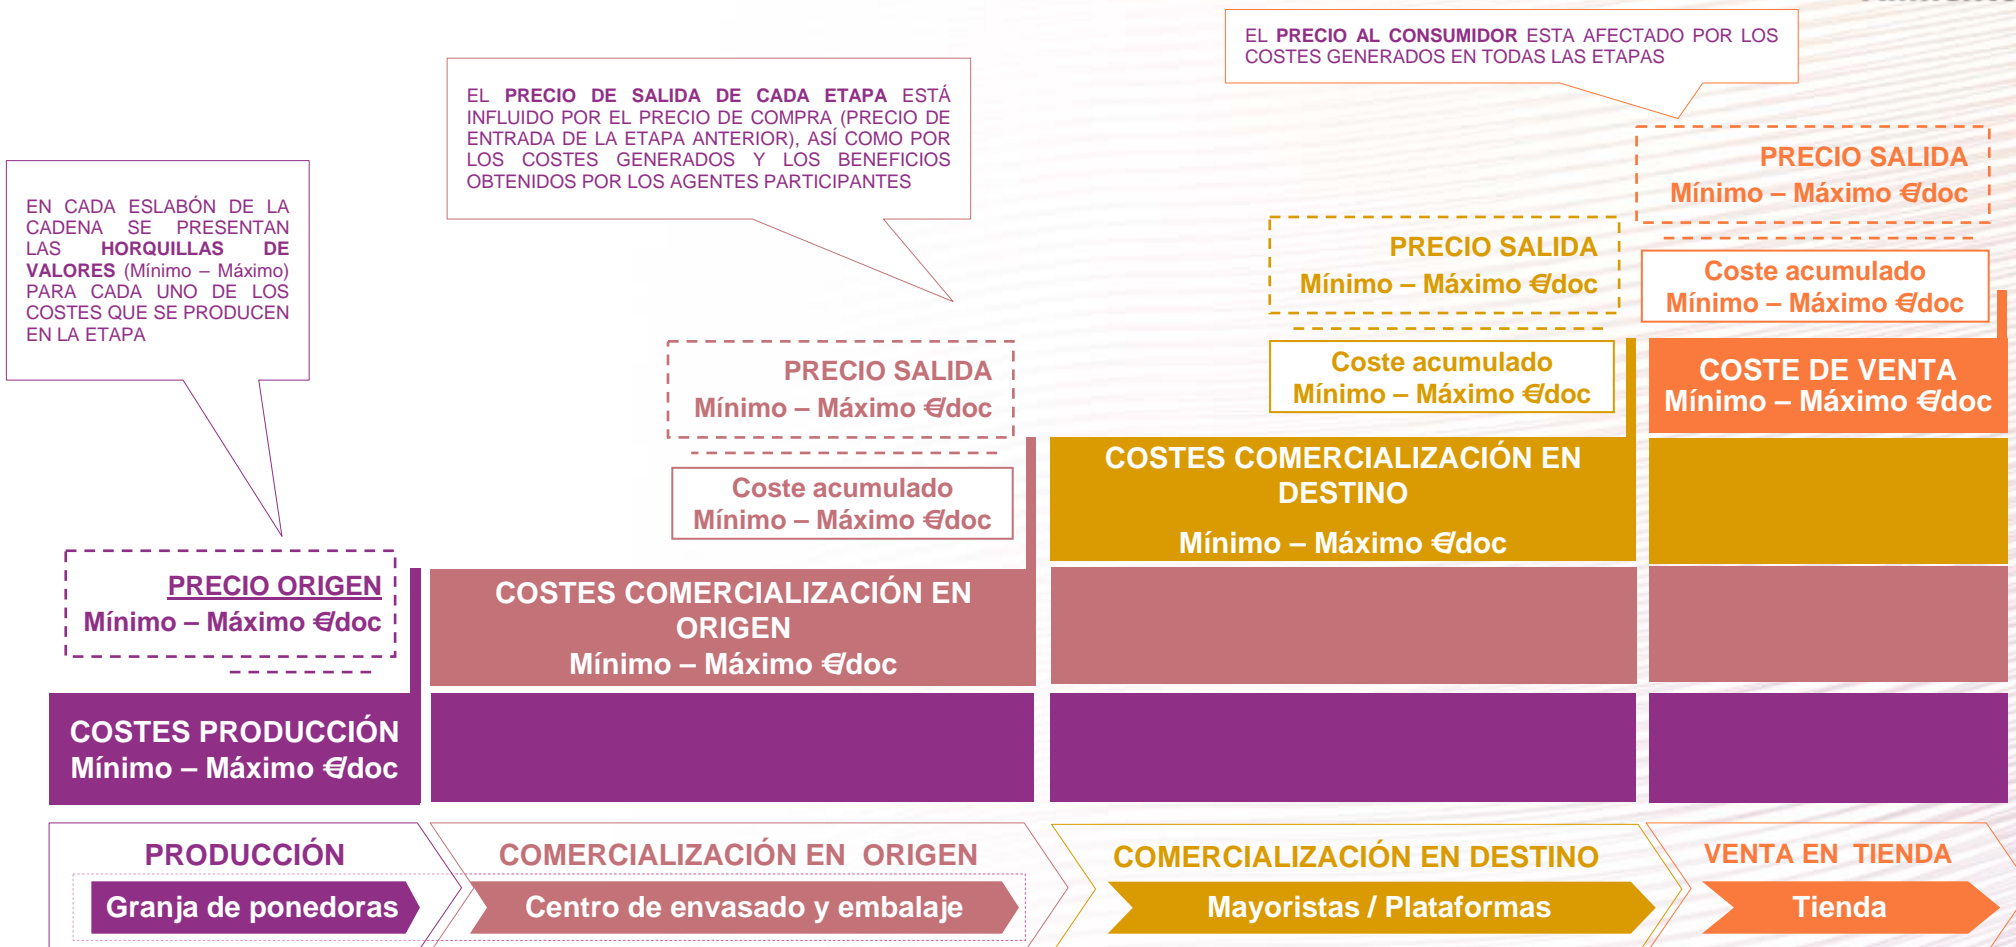 EL PRECIO AL CONSUMIDOR ESTA AFECTADO POR LOS
COSTES GENERADOS EN TODAS LAS ETAPAS
EL PRECIO DE SALIDA DE CADA ETAPA ESTÁ
INFLUIDO POR EL PRECIO DE COMPRA (PRECIO DE
ENTRADA DE LA ETAPA ANTERIOR), ASÍ COMO POR
LOS COSTES GENERADOS Y LOS BENEFICIOS
OBTENIDOS POR LOS AGENTES PARTICIPANTES
EN CADA ESLABÓN DE LA
CADENA SE PRESENTAN
LAS HORQUILLAS DE
VALORES (Mínimo – Máximo)
PARA CADA UNO DE LOS
COSTES QUE SE PRODUCEN
EN LA ETAPA
PRECIO SALIDA
Mínimo – Máximo €/doc
Coste acumulado
Mínimo – Máximo €/doc
COSTE DE VENTA
Mínimo – Máximo €/doc
PRECIO SALIDA
Mínimo – Máximo €/doc
Coste acumulado
Mínimo – Máximo €/doc
COSTES COMERCIALIZACIÓN EN
DESTINO
Mínimo – Máximo €/doc
PRECIO SALIDA
Mínimo – Máximo €/doc
Coste acumulado
Mínimo – Máximo €/doc
COSTES COMERCIALIZACIÓN EN
ORIGEN
Mínimo – Máximo €/doc
PRECIO ORIGEN
Mínimo – Máximo €/doc
COSTES PRODUCCIÓN
Mínimo – Máximo €/doc
PRODUCCIÓN
Granja de ponedoras
COMERCIALIZACIÓN EN ORIGEN
Centro de envasado y embalaje
COMERCIALIZACIÓN EN DESTINO
Mayoristas / Plataformas
VENTA EN TIENDA
Tienda